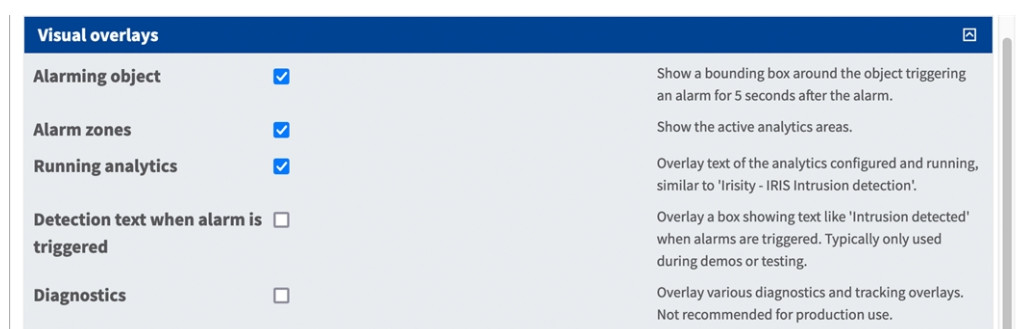 Visual overlays
Alarming object
Show a bounding box around the object triggering
an alarm for 5 seconds after the alarm.
Alarm zones
Show the active analytics areas.
Running analytics
Overlay text of the analytics configured and running,
similar to 'Irisity - IRIS Intrusion detection'.
Detection text when alarm is
triggered
Overlay a box showing text like 'Intrusion detected'
when alarms are triggered. Typically only used
during demos or testing.
Diagnostics
Overlay various diagnostics and tracking overlays.
Not recommended for production use.